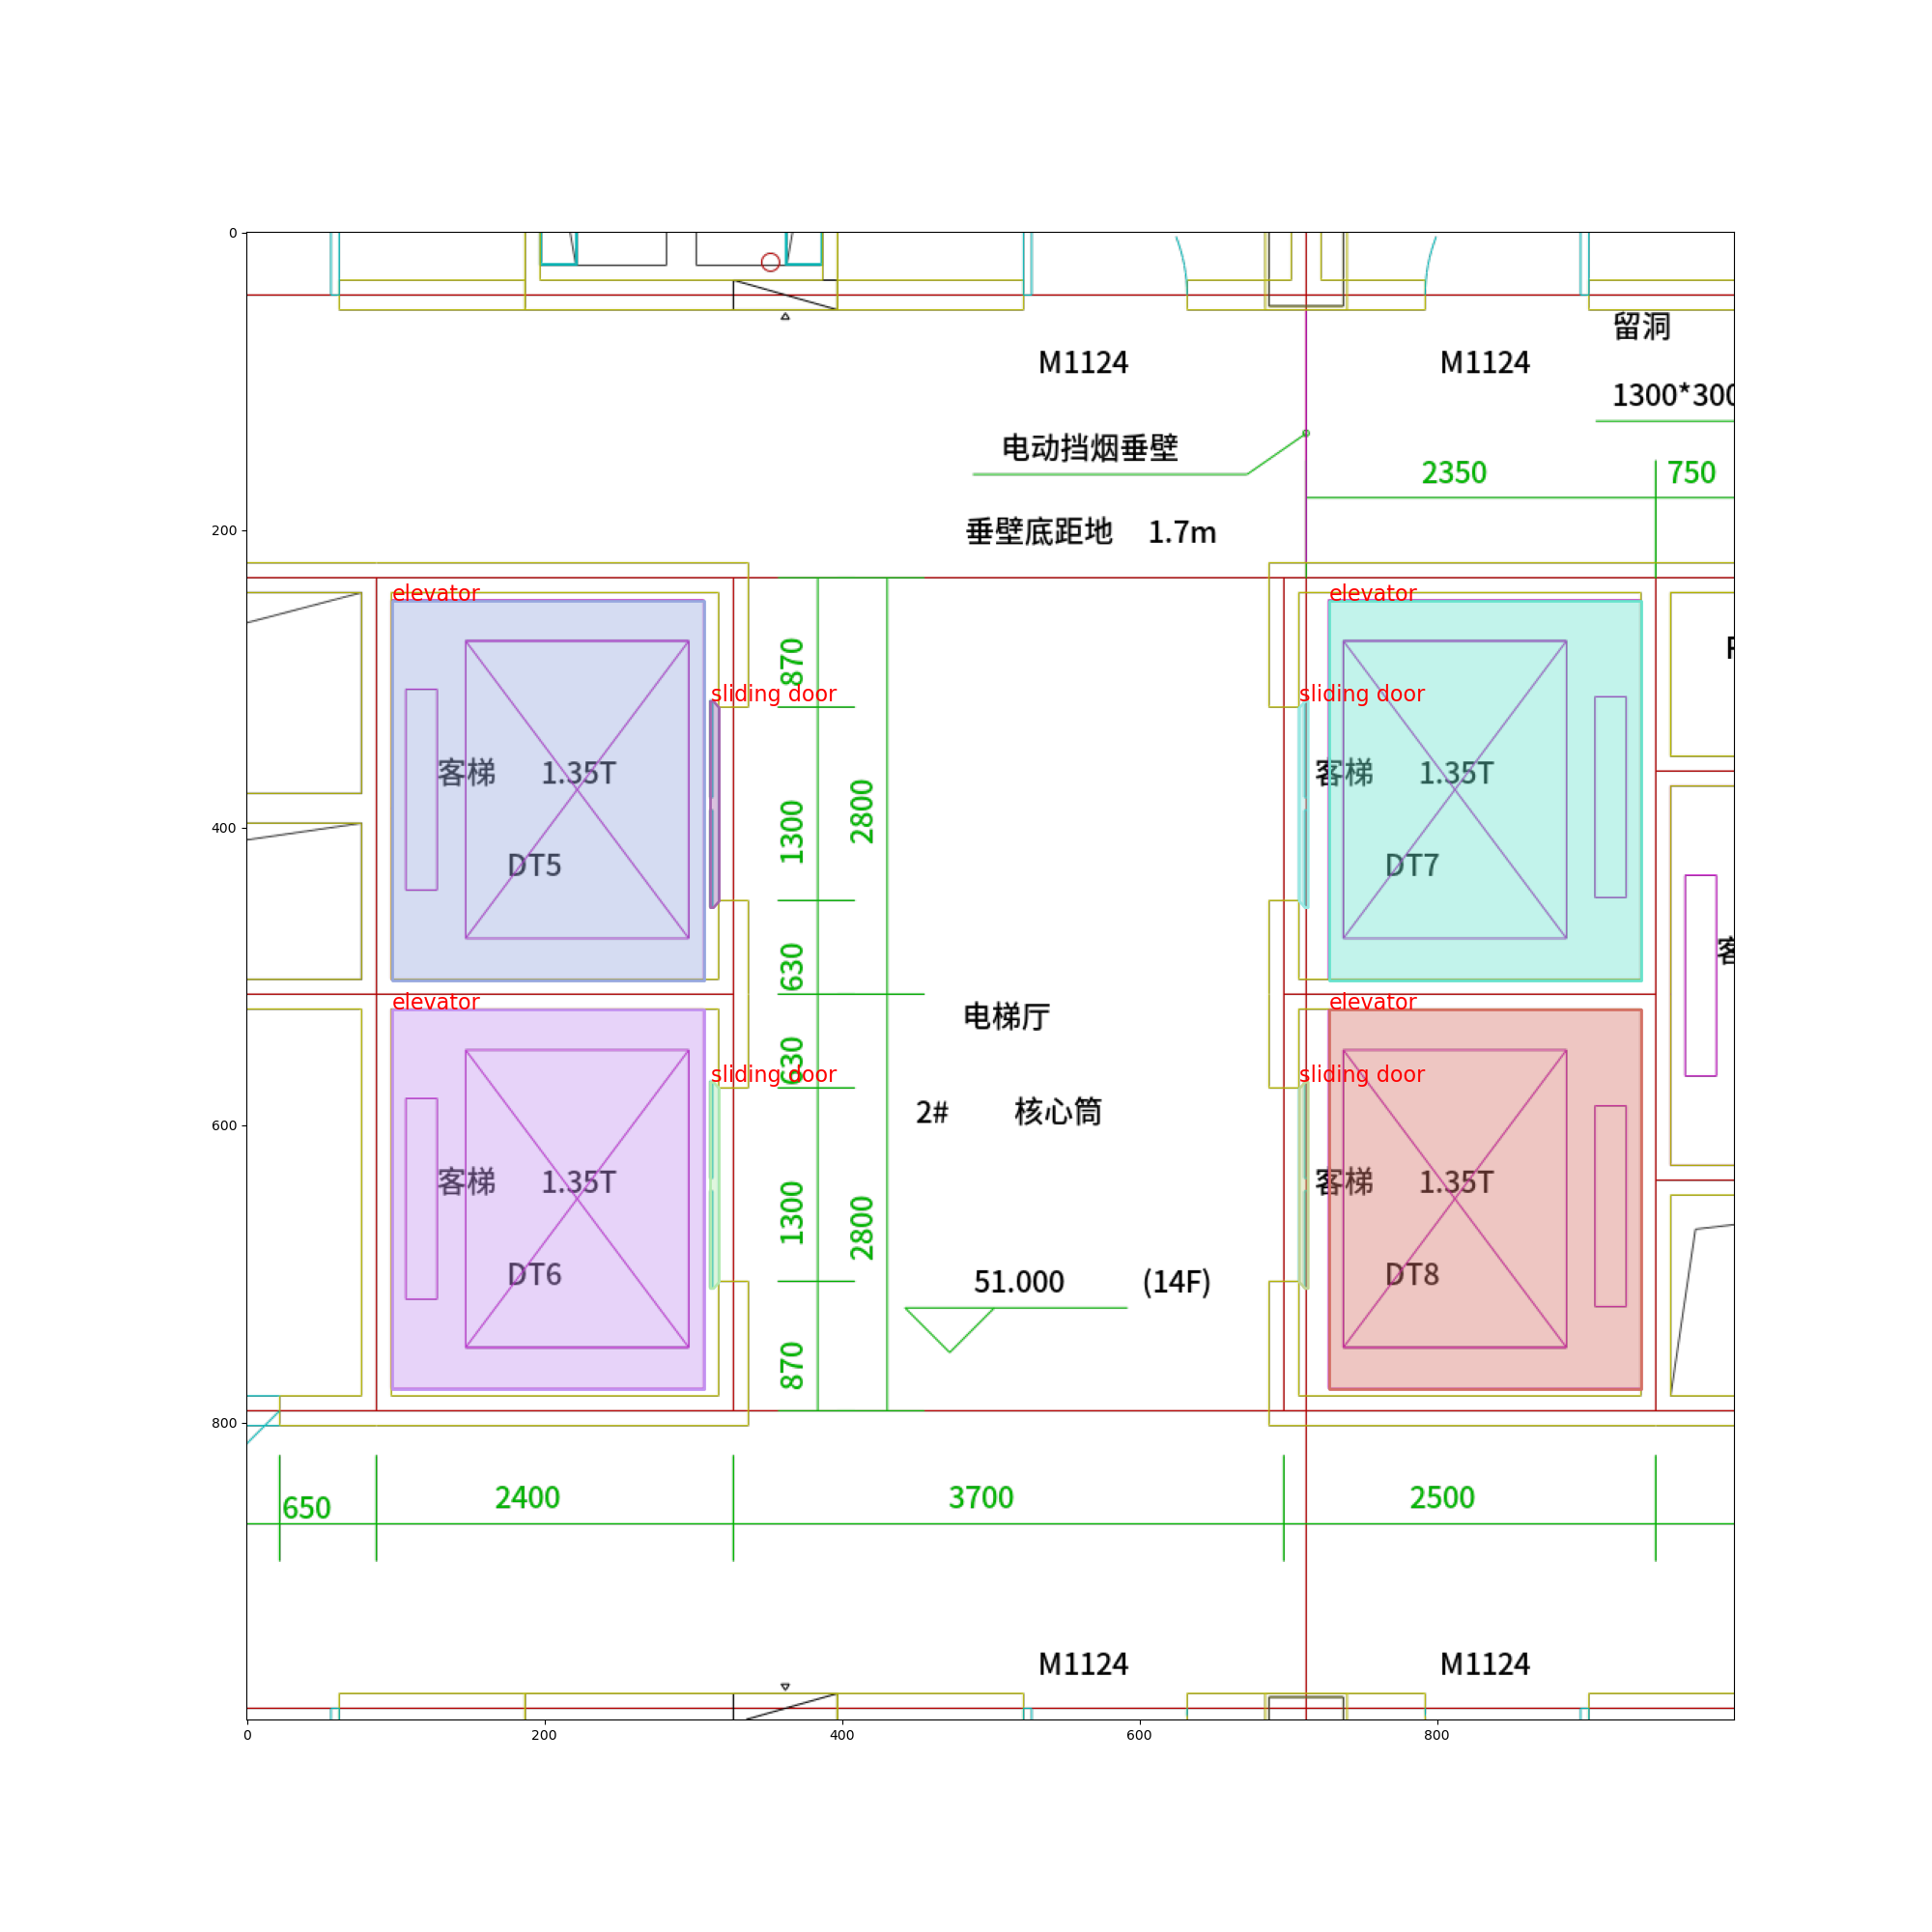 0
留洞
M1124
M1124
1300*300
电动挡烟垂壁
2350
750
垂壁底距地 1.7m
200
elevator
elevator
870
sliding door
sliding door
客梯 1.35T
客梯 1.35T
1300
2800
400
DT5
DT7
客
630
elevator
elevator
电梯厅
630
sliding door
sliding door
2# 核心筒
600
客梯 1.35T
客梯 1.35T
1300
2800
DT6
DT8
51.000 (14F)
870
800
650
2400
3700
2500
M1124
M1124
0
200
400
600
800